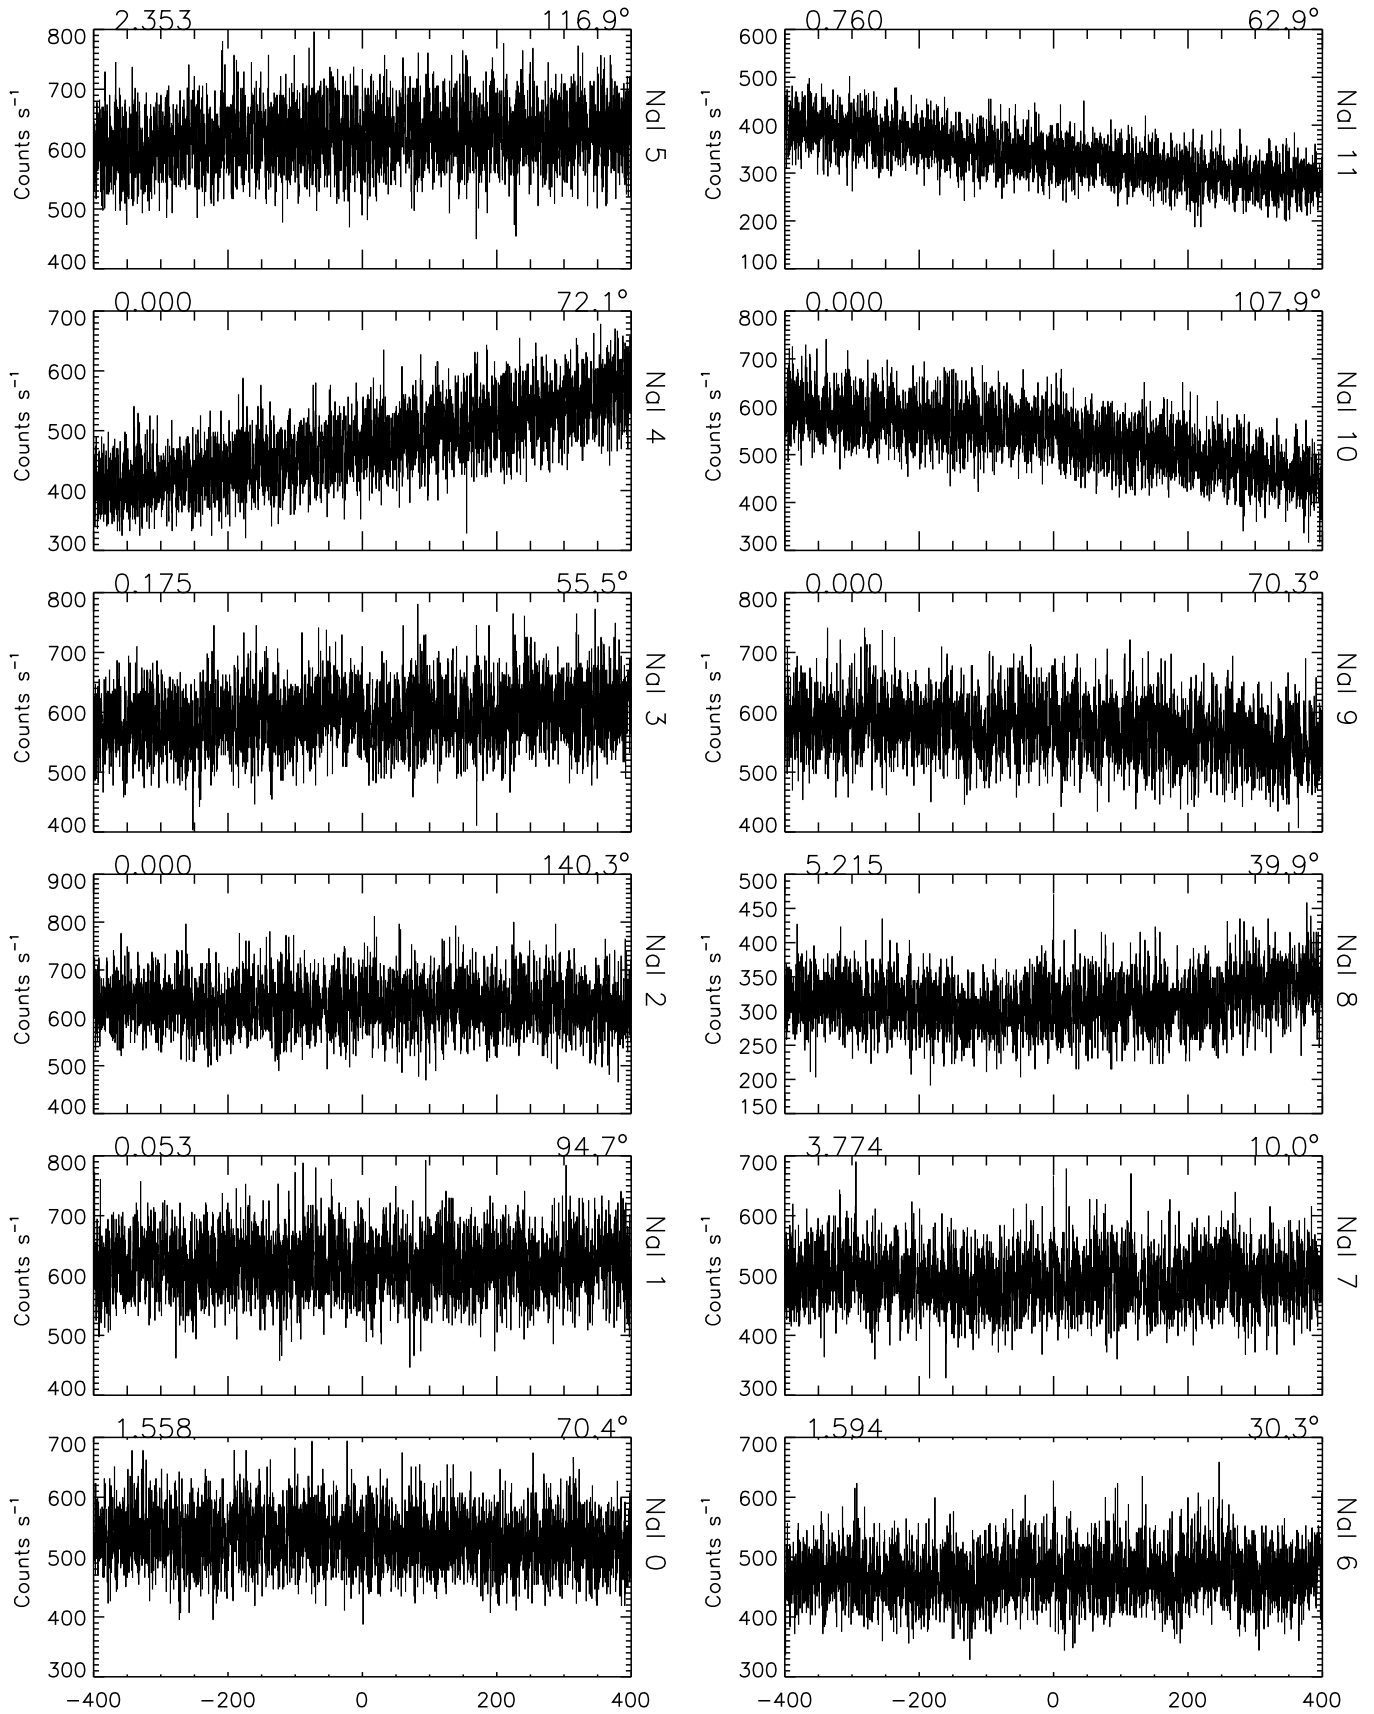 2.353 116.9° 0.760 62.9°
800 700 600 500 400 Counts s⁻¹ NaI 5
600 500 400 300 200 100 Counts s⁻¹ NaI 11
0.000 72.1° 0.000 107.9°
700 600 500 400 300 Counts s⁻¹ NaI 4
800 700 600 500 400 300 Counts s⁻¹ NaI 10
0.175 55.5° 0.000 70.3°
800 700 600 500 400 Counts s⁻¹ NaI 3
800 700 600 500 400 Counts s⁻¹ NaI 9
0.000 140.3° 5.215 39.9°
900 800 700 600 500 400 Counts s⁻¹ NaI 2
500 450 400 350 300 250 200 150 Counts s⁻¹ NaI 8
0.053 94.7° 3.774 10.0°
800 700 600 500 400 Counts s⁻¹ NaI 1
700 600 500 400 300 Counts s⁻¹ NaI 7
1.558 70.4° 1.594 30.3°
700 600 500 400 300 Counts s⁻¹ NaI 0
700 600 500 400 300 Counts s⁻¹ NaI 6
−400 −200 0 200 400 −400 −200 0 200 400